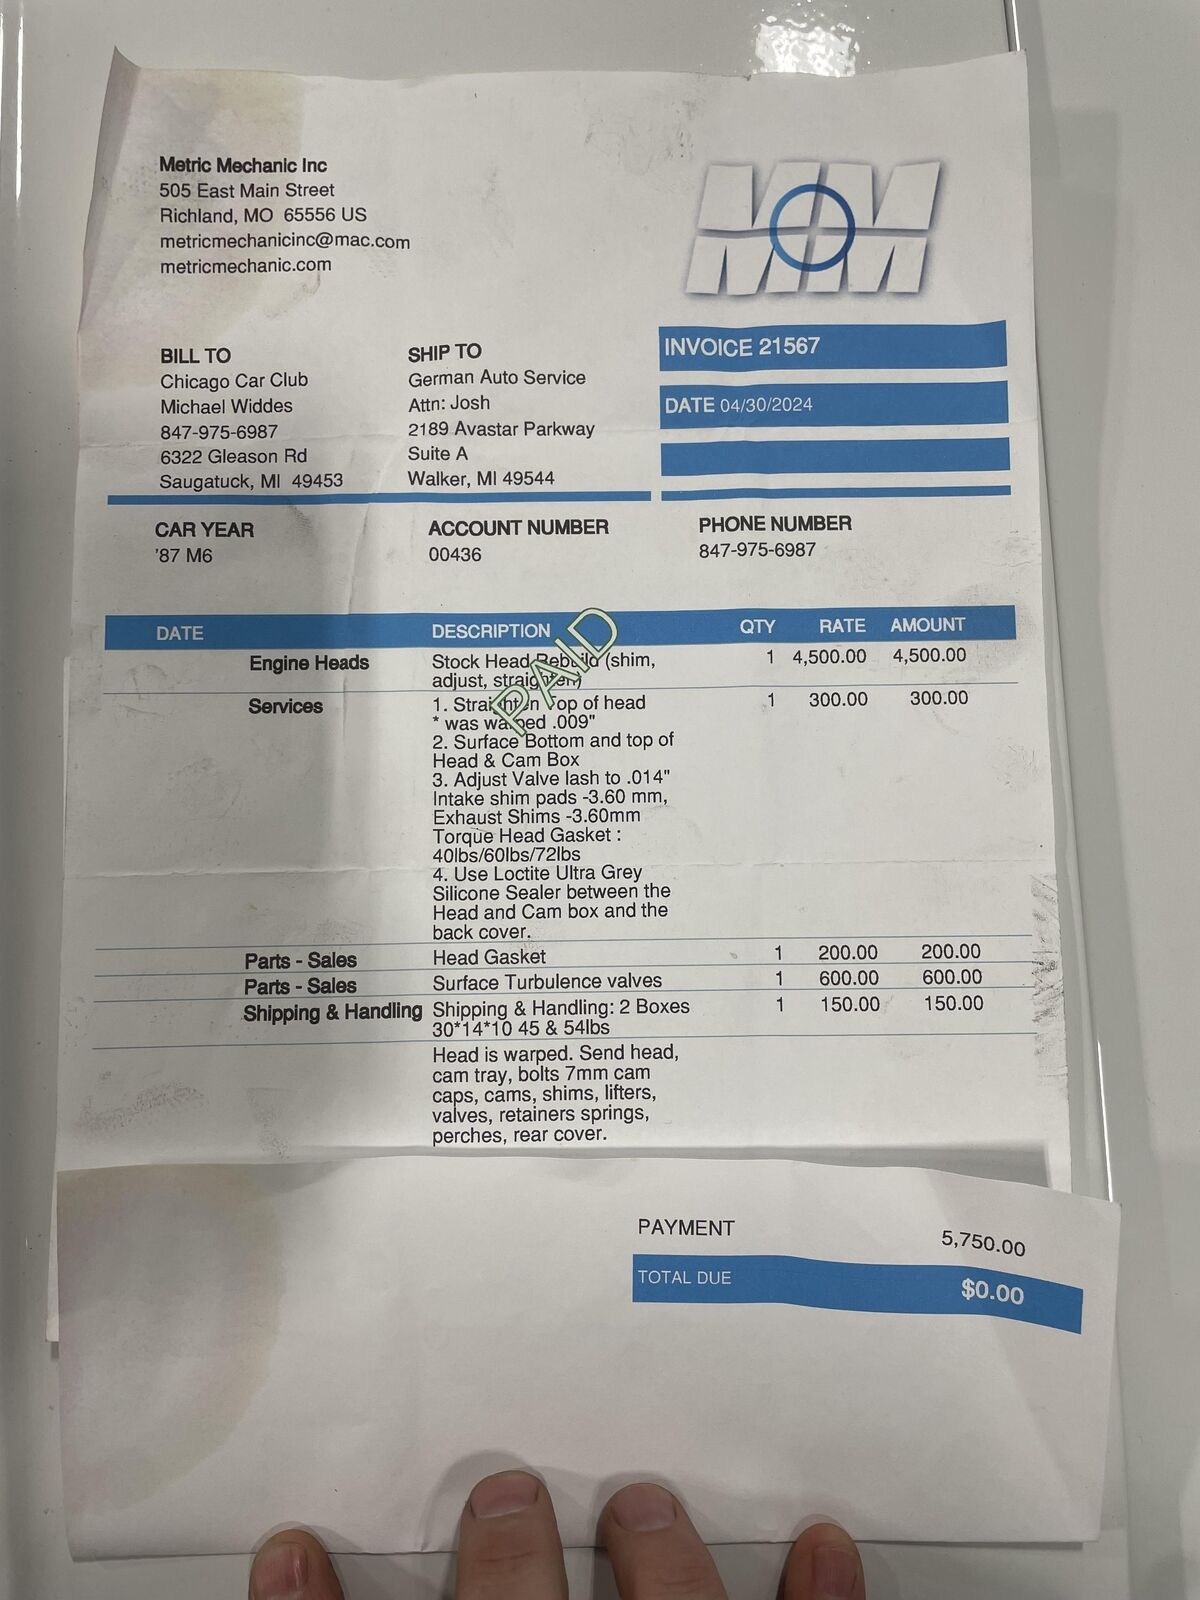 Metric Mechanic Inc
505 East Main Street
Richland, MO 65556 US
metricmechanicinc@mac.com
metricmechanic.com
MM
MM
BILL TO
Chicago Car Club
Michael Widdes
847-975-6987
6322 Gleason Rd
Saugatuck, MI 49453
SHIP TO
German Auto Service
Attn: Josh
2189 Avastar Parkway
Suite A
Walker, MI 49544
INVOICE 21567
DATE 04/30/2024
CAR YEAR
'87 M6
ACCOUNT NUMBER
00436
PHONE NUMBER
847-975-6987
DATE DESCRIPTION QTY RATE AMOUNT
PAID
Engine Heads Stock Head Rebuild (shim, 1 4,500.00 4,500.00
adjust, straighten)
Services 1. Straighten Top of head 1 300.00 300.00
* was warped .009"
2. Surface Bottom and top of
Head & Cam Box
3. Adjust Valve lash to .014"
Intake shim pads -3.60 mm,
Exhaust Shims -3.60mm
Torque Head Gasket :
40lbs/60lbs/72lbs
4. Use Loctite Ultra Grey
Silicone Sealer between the
Head and Cam box and the
back cover.
Parts - Sales Head Gasket 1 200.00 200.00
Parts - Sales Surface Turbulence valves 1 600.00 600.00
Shipping & Handling Shipping & Handling: 2 Boxes 1 150.00 150.00
30*14*10 45 & 54lbs
Head is warped. Send head,
cam tray, bolts 7mm cam
caps, cams, shims, lifters,
valves, retainers springs,
perches, rear cover.
PAYMENT 5,750.00
TOTAL DUE $0.00